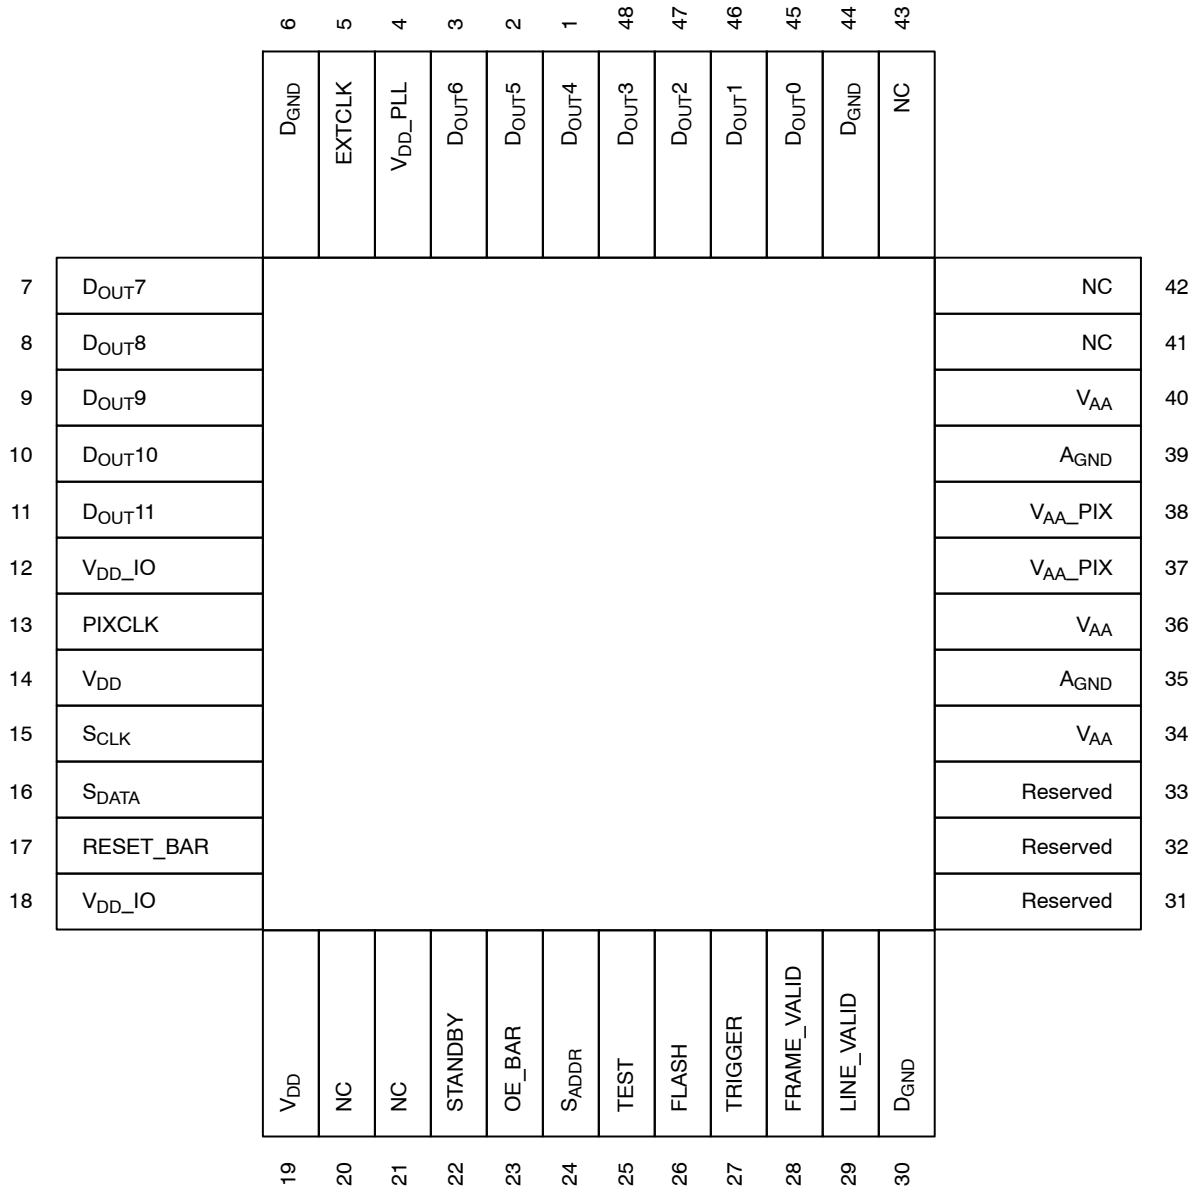 6 5 4 3 2 1 48 47 46 45 44 43
DGND
EXTCLK
VDD_PLL
DOUT6
DOUT5
DOUT4
DOUT3
DOUT2
DOUT1
DOUT0
DGND
NC
7 DOUT7 NC 42
8 DOUT8 NC 41
9 DOUT9 VAA 40
10 DOUT10 AGND 39
11 DOUT11 VAA_PIX 38
12 VDD_IO VAA_PIX 37
13 PIXCLK VAA 36
14 VDD AGND 35
15 SCLK VAA 34
16 SDATA Reserved 33
17 RESET_BAR Reserved 32
18 VDD_IO Reserved 31
VDD
NC
NC
STANDBY
OE_BAR
SADDR
TEST
FLASH
TRIGGER
FRAME_VALID
LINE_VALID
DGND
19 20 21 22 23 24 25 26 27 28 29 30